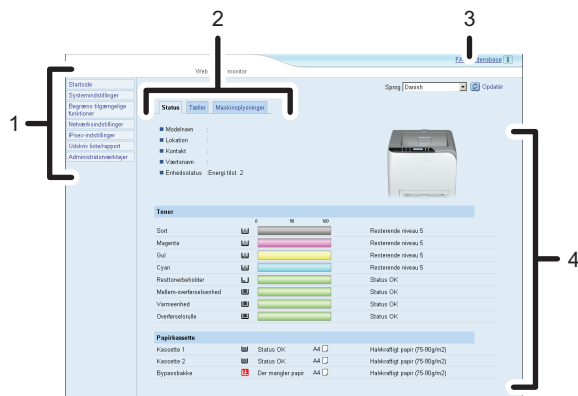 2
3
Web monitor
Startside
Systemindstillinger
Begræns tilgængelige
funktioner
Netværksindstillinger
IPsec-indstillinger
Udskriv liste/rapport
Administratorværktøjer
1
Sprog Danish
Opdatér
Status Tæller Maskinoplysninger
Modelnavn :
Lokation :
Kontakt :
Værtsnavn :
Enhedsstatus :Energi.tilst. 2
4
Toner
0 50 100
Sort Resterende niveau 5
Magenta Resterende niveau 5
Gul Resterende niveau 5
Cyan Resterende niveau 5
Resttonerbeholder Status OK
Mellem-overførselsenhed Status OK
Varmeenhed Status OK
Overførselsrulle Status OK
Papirkassette
Kassette 1 Status OK A4 Halvkraftigt papir (75-90g/m2)
Kassette 2 Status OK A4 Halvkraftigt papir (75-90g/m2)
Bypassbakke Der mangler papir A4 Halvkraftigt papir (75-90g/m2)